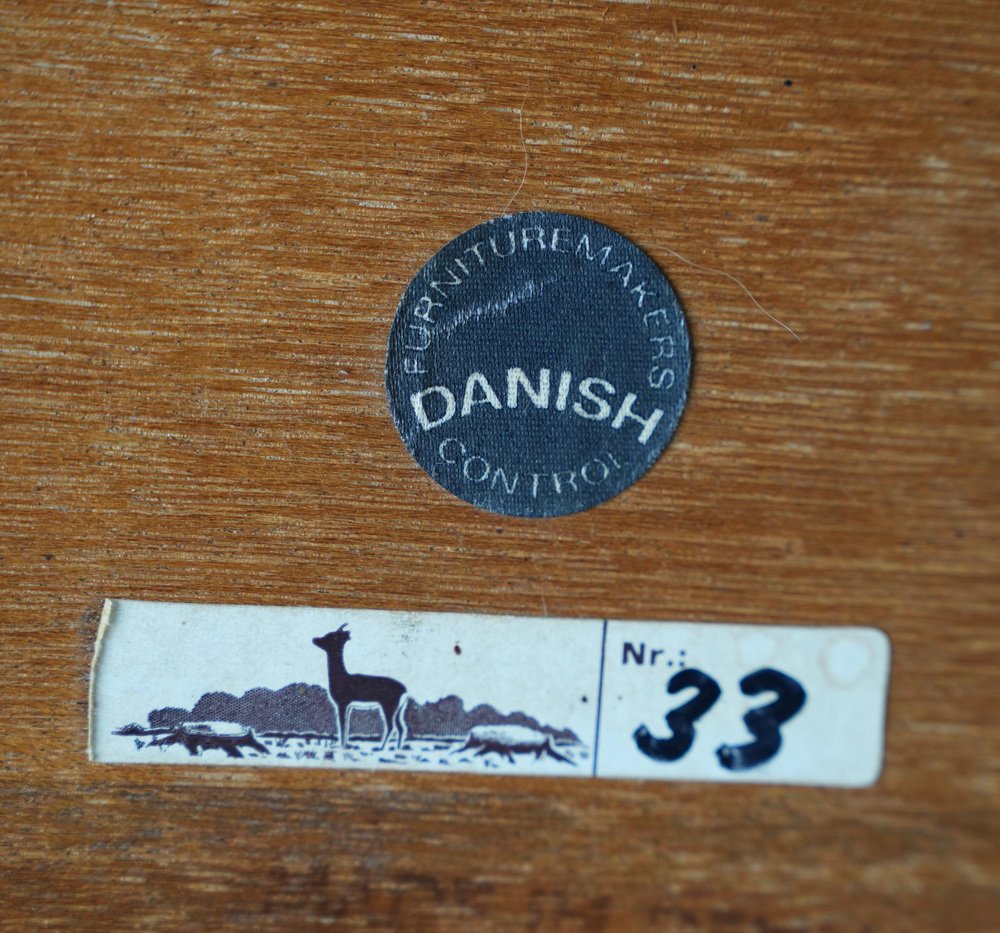 FURNITUREMAKERS
DANISH
CONTROL
Nr.:
33